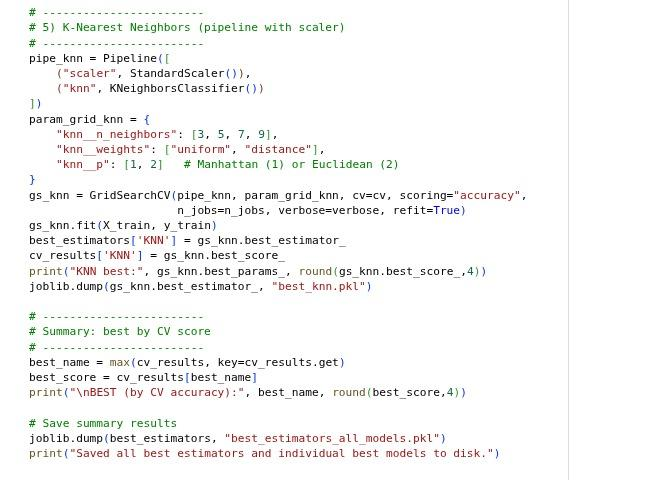 # -----------------------
# 5) K-Nearest Neighbors (pipeline with scaler)
# -----------------------
pipe_knn = Pipeline([
    ("scaler", StandardScaler()),
    ("knn", KNeighborsClassifier())
])
param_grid_knn = {
    "knn__n_neighbors": [3, 5, 7, 9],
    "knn__weights": ["uniform", "distance"],
    "knn__p": [1, 2]   # Manhattan (1) or Euclidean (2)
}
gs_knn = GridSearchCV(pipe_knn, param_grid_knn, cv=cv, scoring="accuracy",
                      n_jobs=n_jobs, verbose=verbose, refit=True)
gs_knn.fit(X_train, y_train)
best_estimators['KNN'] = gs_knn.best_estimator_
cv_results['KNN'] = gs_knn.best_score_
print("KNN best:", gs_knn.best_params_, round(gs_knn.best_score_,4))
joblib.dump(gs_knn.best_estimator_, "best_knn.pkl")

# -----------------------
# Summary: best by CV score
# -----------------------
best_name = max(cv_results, key=cv_results.get)
best_score = cv_results[best_name]
print("\nBEST (by CV accuracy):", best_name, round(best_score,4))

# Save summary results
joblib.dump(best_estimators, "best_estimators_all_models.pkl")
print("Saved all best estimators and individual best models to disk.")